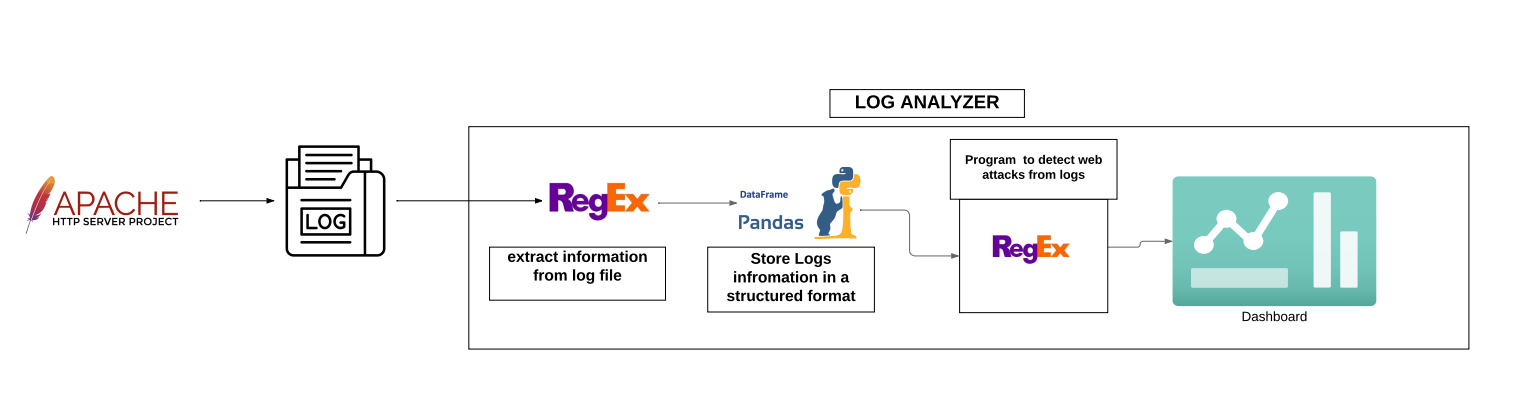 LOG ANALYZER
APACHE
HTTP SERVER PROJECT
LOG
RegEx
extract information
from log file
DataFrame
Pandas
Store Logs
infromation in a
structured format
Program to detect web
attacks from logs
RegEx
Dashboard